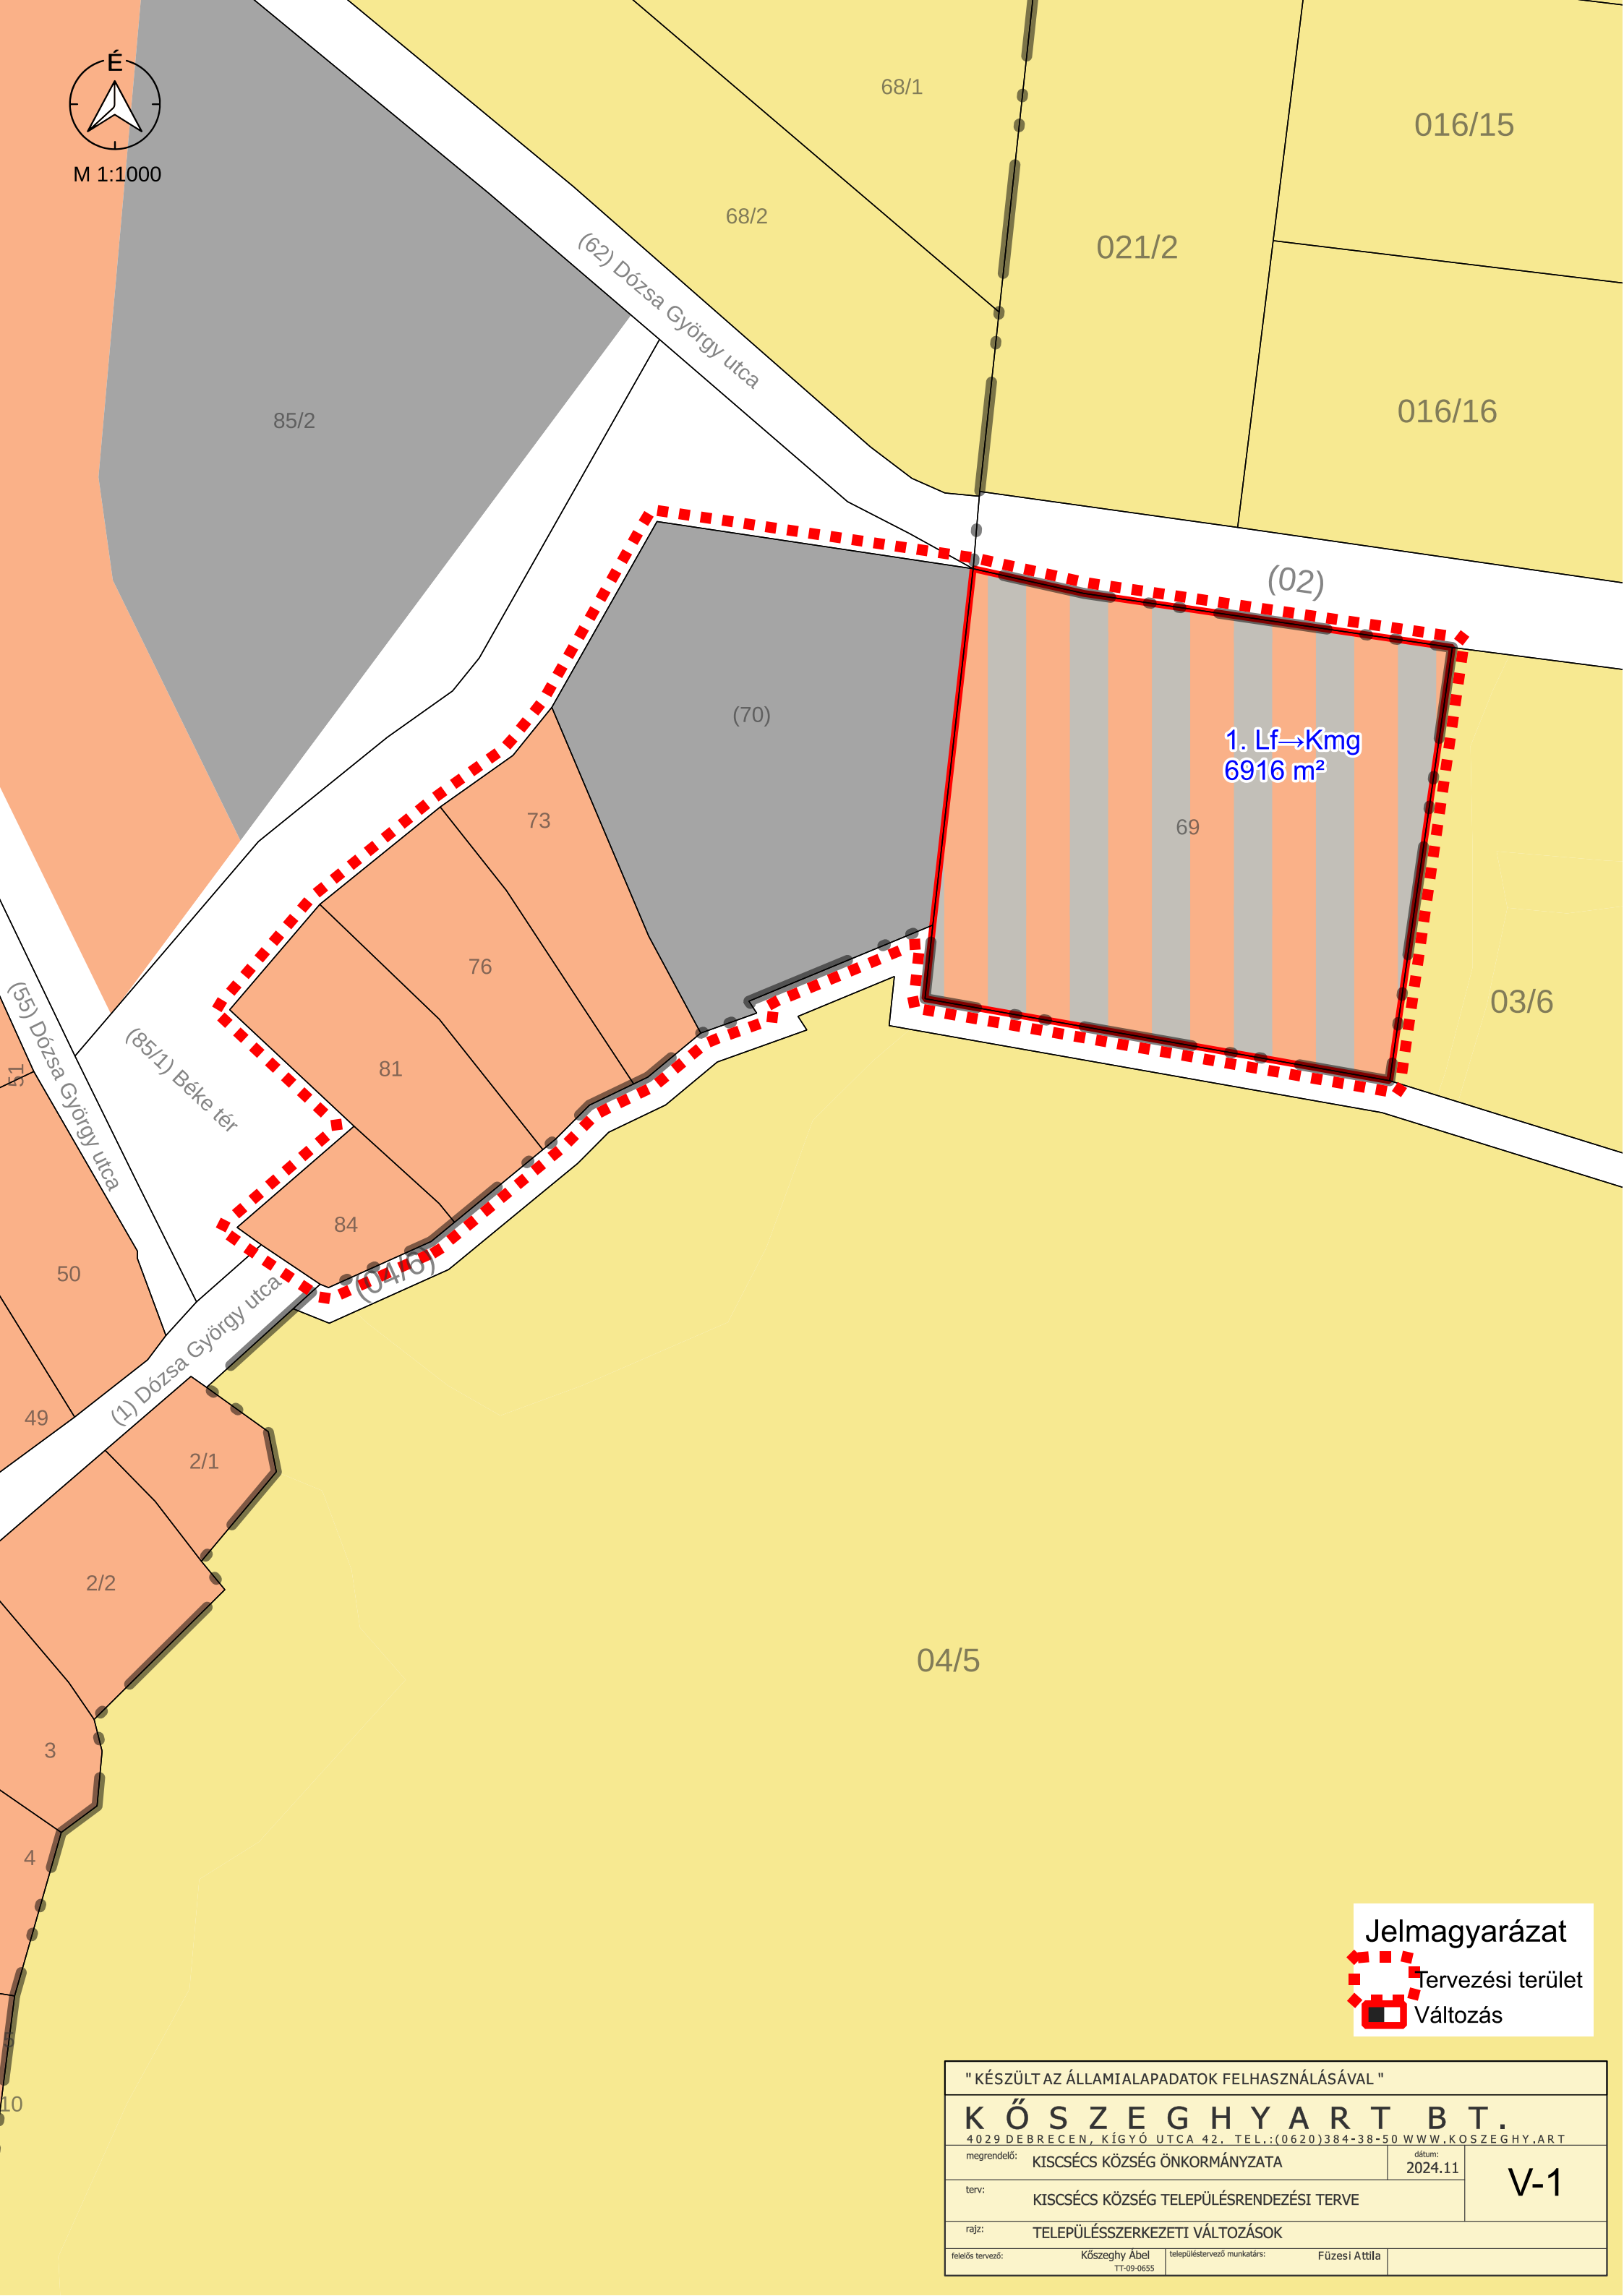 É
M 1:1000
68/1
016/15
68/2
(62) Dózsa György utca
021/2
016/16
85/2
(02)
(70)
1. Lf→Kmg
6916 m²
73
69
76
03/6
(55) Dózsa György utca
51
(85/1) Béke tér
81
84
50
(04/6)
(1) Dózsa György utca
49
2/1
2/2
04/5
3
4
10
Jelmagyarázat
Tervezési terület
Változás
"KÉSZÜLT AZ ÁLLAMI ALAPADATOK FELHASZNÁLÁSÁVAL"
KŐSZEGHYART BT.
4029 DEBRECEN, KÍGYÓ UTCA 42. TEL.:(0620)384-38-50 WWW.KOSZEGHY.ART
megrendelő: KISCSÉCS KÖZSÉG ÖNKORMÁNYZATA
dátum:
2024.11
V-1
terv: KISCSÉCS KÖZSÉG TELEPÜLÉSRENDEZÉSI TERVE
rajz: TELEPÜLÉSSZERKEZETI VÁLTOZÁSOK
felelős tervező: Kőszeghy Ábel
TT-09-0655
településtervező munkatárs: Füzesi Attila